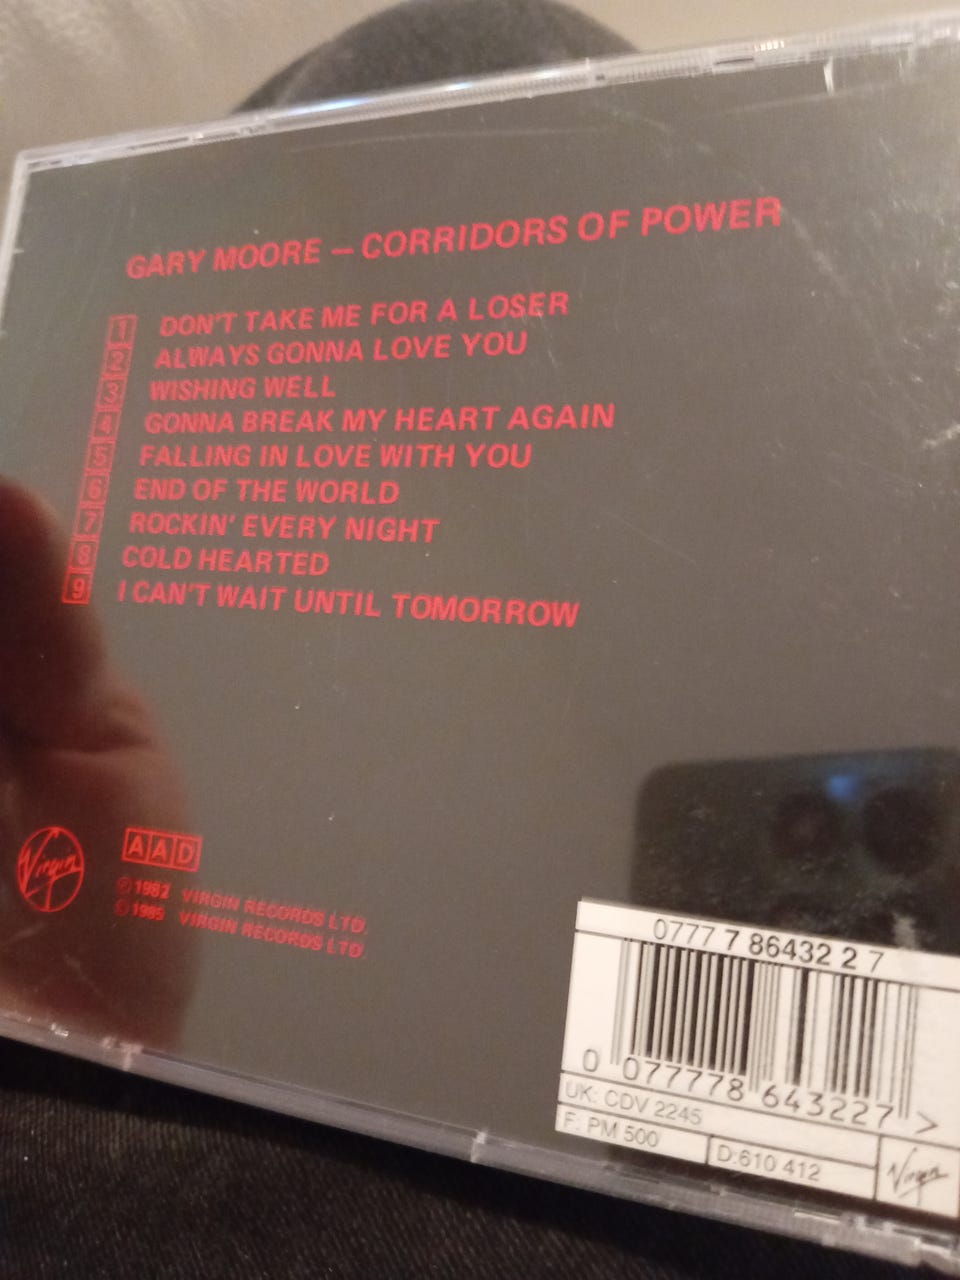 GARY MOORE – CORRIDORS OF POWER
1 DON'T TAKE ME FOR A LOSER
2 ALWAYS GONNA LOVE YOU
3 WISHING WELL
4 GONNA BREAK MY HEART AGAIN
5 FALLING IN LOVE WITH YOU
6 END OF THE WORLD
7 ROCKIN' EVERY NIGHT
8 COLD HEARTED
9 I CAN'T WAIT UNTIL TOMORROW
Virgin
AAD
Ⓟ 1982 VIRGIN RECORDS LTD.
© 1985 VIRGIN RECORDS LTD.
0777 7 86432 2 7
0 077778 643227 >
UK: CDV 2245
F: PM 500
D:610 412
Virgin